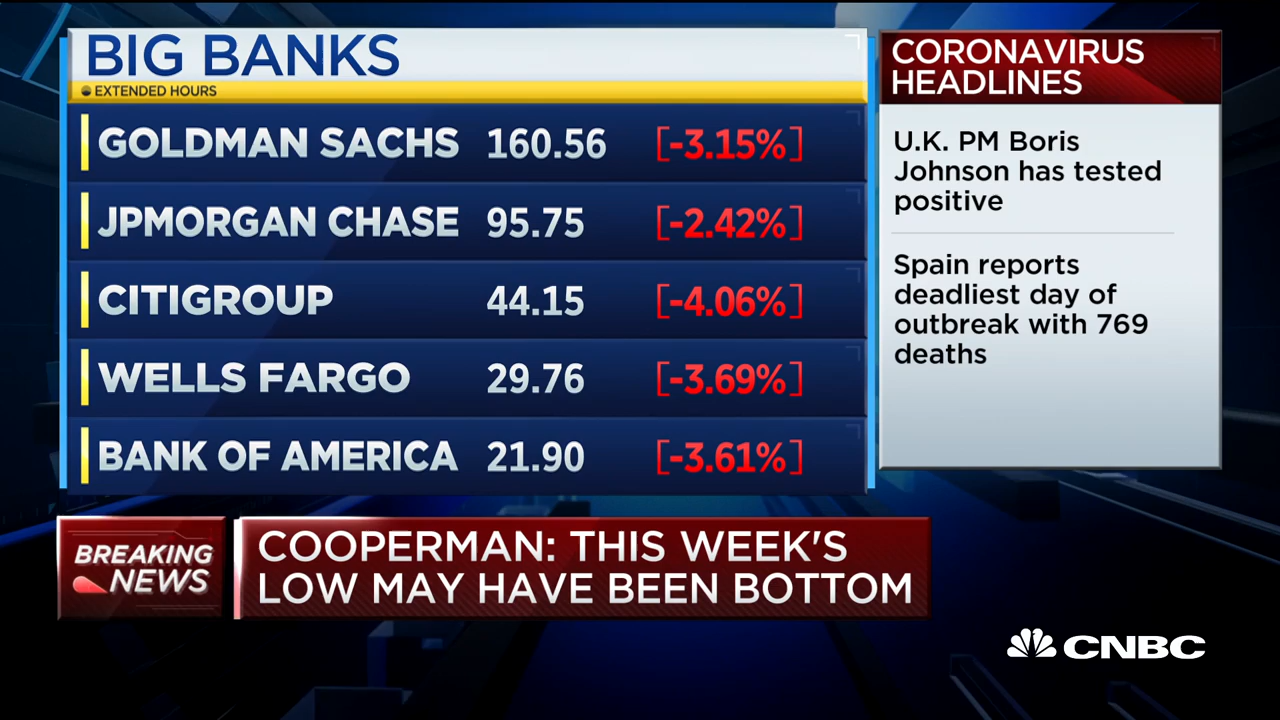 BIG BANKS
EXTENDED HOURS
GOLDMAN SACHS 160.56 [-3.15%]
JPMORGAN CHASE 95.75 [-2.42%]
CITIGROUP 44.15 [-4.06%]
WELLS FARGO 29.76 [-3.69%]
BANK OF AMERICA 21.90 [-3.61%]
CORONAVIRUS
HEADLINES
U.K. PM Boris
Johnson has tested
positive
Spain reports
deadliest day of
outbreak with 769
deaths
BREAKING
NEWS
COOPERMAN: THIS WEEK'S
LOW MAY HAVE BEEN BOTTOM
CNBC